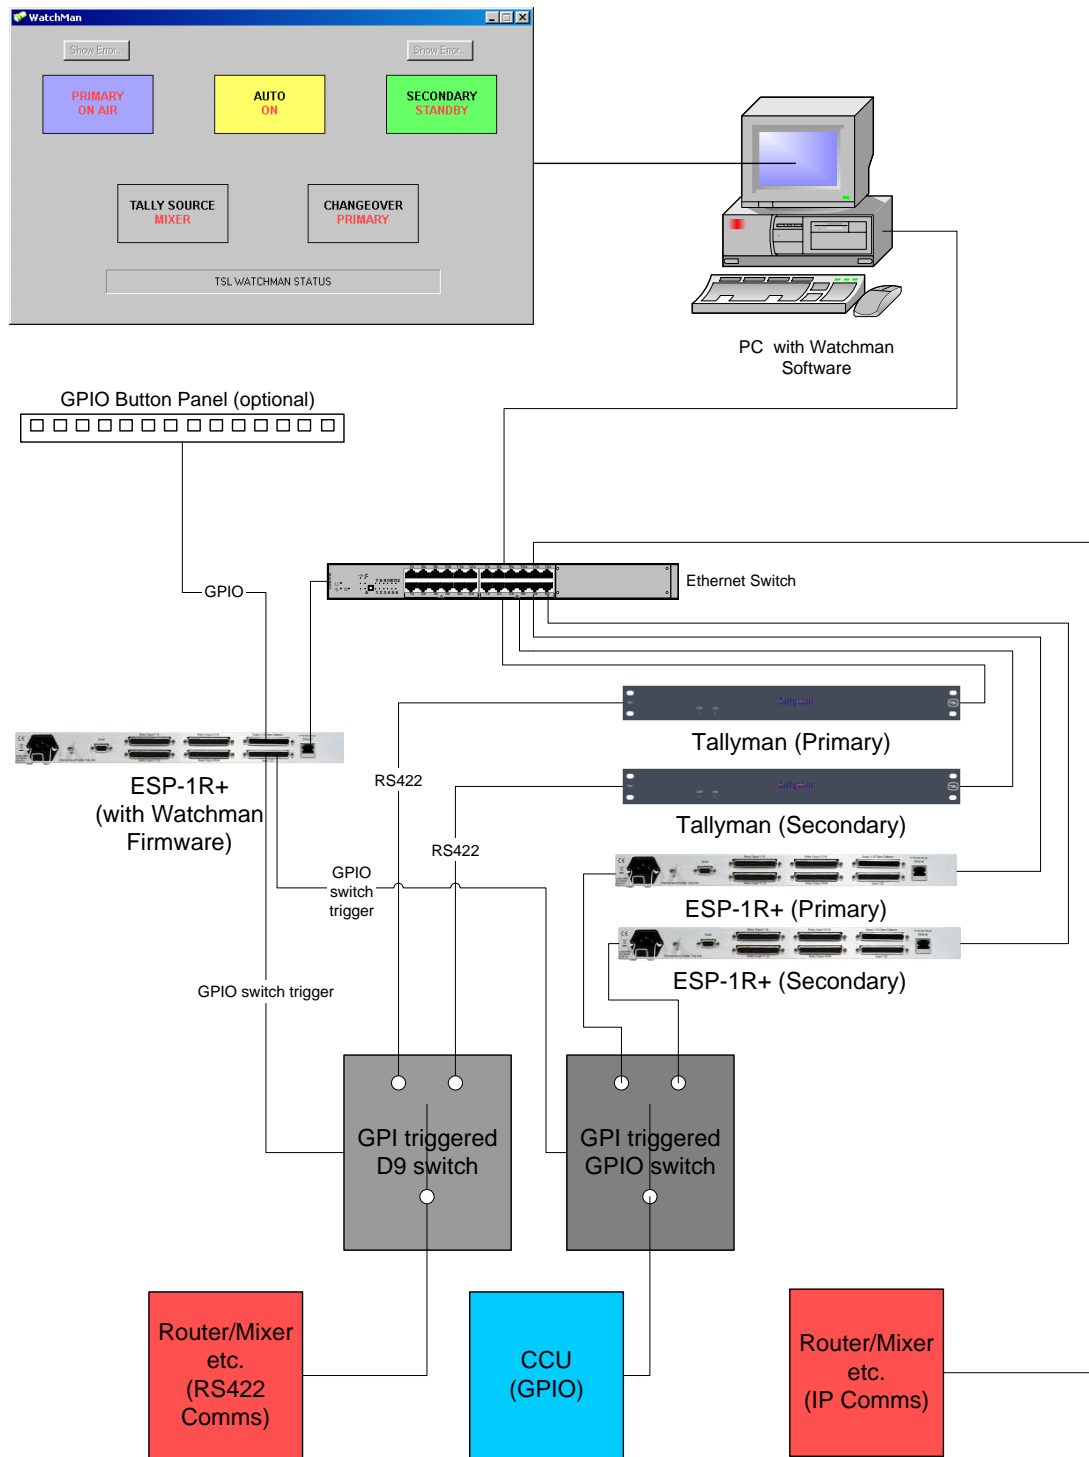 WatchMan
Show Error...
Show Error...
PRIMARY
ON AIR
AUTO
ON
SECONDARY
STANDBY
TALLY SOURCE
MIXER
CHANGEOVER
PRIMARY
TSL WATCHMAN STATUS
PC with Watchman
Software
GPIO Button Panel (optional)
GPIO
Ethernet Switch
Tallyman (Primary)
ESP-1R+
(with Watchman
Firmware)
RS422
Tallyman (Secondary)
RS422
GPIO
switch
trigger
ESP-1R+ (Primary)
ESP-1R+ (Secondary)
GPIO switch trigger
GPI triggered
D9 switch
GPI triggered
GPIO switch
Router/Mixer
etc.
(RS422
Comms)
CCU
(GPIO)
Router/Mixer
etc.
(IP Comms)